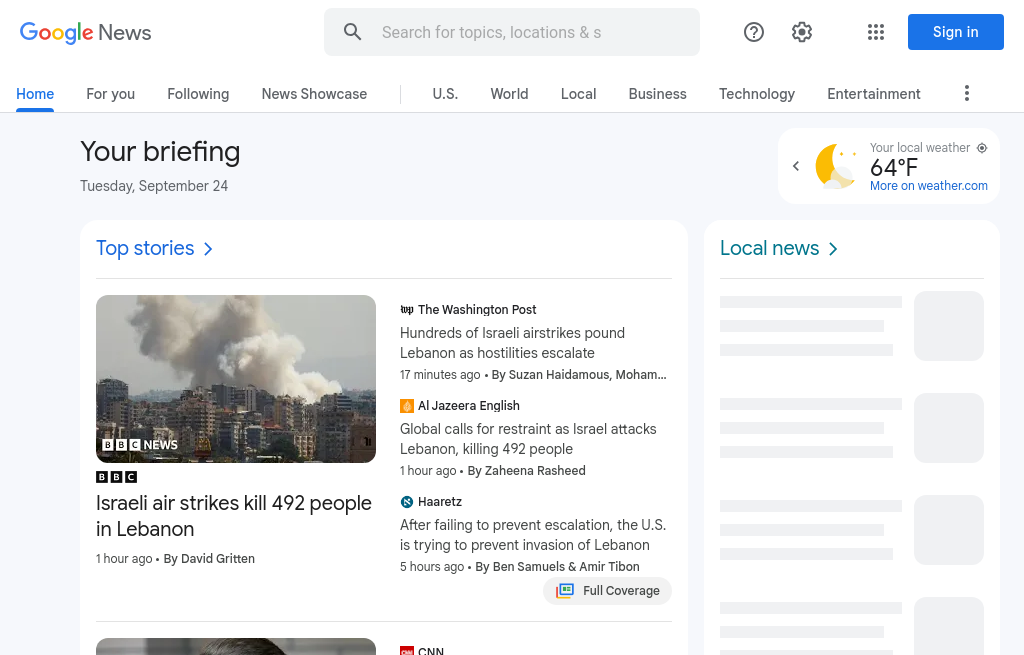 Google News
Search for topics, locations & s
Sign in
Home
For you
Following
News Showcase
U.S.
World
Local
Business
Technology
Entertainment
Your briefing
Tuesday, September 24
Your local weather
64°F
More on weather.com
Top stories
Local news
BBC NEWS
BBC
Israeli air strikes kill 492 people
in Lebanon
1 hour ago • By David Gritten
wp The Washington Post
Hundreds of Israeli airstrikes pound
Lebanon as hostilities escalate
17 minutes ago • By Suzan Haidamous, Moham...
Al Jazeera English
Global calls for restraint as Israel attacks
Lebanon, killing 492 people
1 hour ago • By Zaheena Rasheed
Haaretz
After failing to prevent escalation, the U.S.
is trying to prevent invasion of Lebanon
5 hours ago • By Ben Samuels & Amir Tibon
Full Coverage
CNN CNN